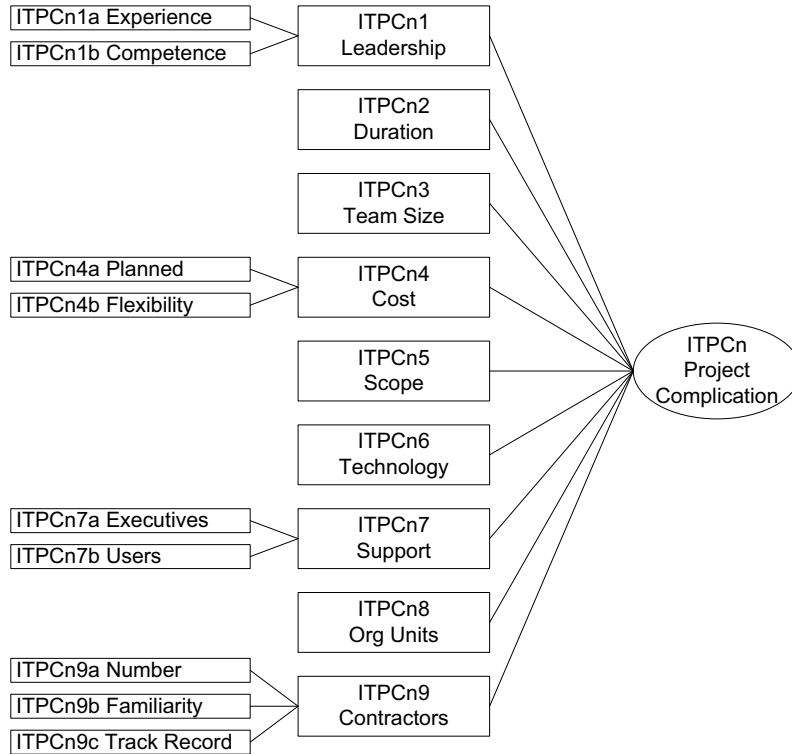 ITPCn1a Experience
ITPCn1b Competence
ITPCn1
Leadership
ITPCn2
Duration
ITPCn3
Team Size
ITPCn4a Planned
ITPCn4b Flexibility
ITPCn4
Cost
ITPCn5
Scope
ITPCn6
Technology
ITPCn7a Executives
ITPCn7b Users
ITPCn7
Support
ITPCn8
Org Units
ITPCn9a Number
ITPCn9b Familiarity
ITPCn9c Track Record
ITPCn9
Contractors
ITPCn
Project
Complication